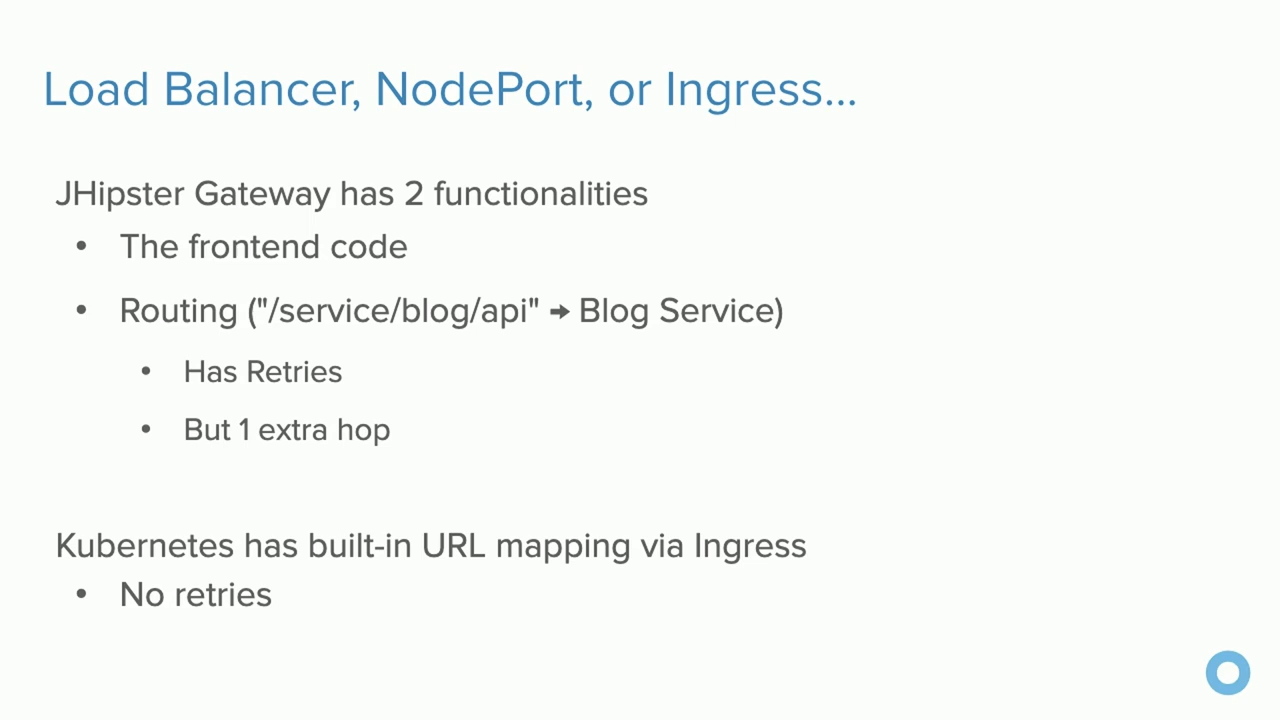 Load Balancer, NodePort, or Ingress...
JHipster Gateway has 2 functionalities
• The frontend code
• Routing ("/service/blog/api" → Blog Service)
• Has Retries
• But 1 extra hop
Kubernetes has built-in URL mapping via Ingress
• No retries